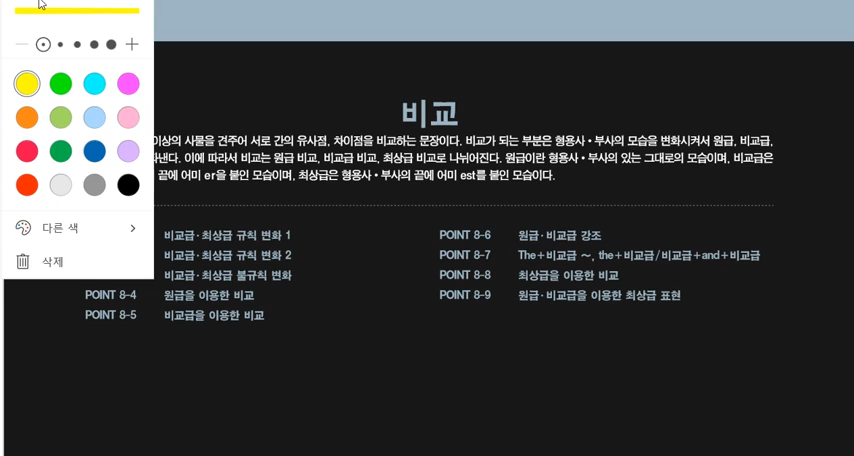 비교
이상의 사물을 견주어 서로 간의 유사점, 차이점을 비교하는 문장이다. 비교가 되는 부분은 형용사•부사의 모습을 변화시켜서 원급, 비교급,
낸다. 이에 따라서 비교는 원급 비교, 비교급 비교, 최상급 비교로 나뉘어진다. 원급이란 형용사•부사의 있는 그대로의 모습이며, 비교급은
끝에 어미 er을 붙인 모습이며, 최상급은 형용사•부사의 끝에 어미 est를 붙인 모습이다.
다른 색
삭제
비교급·최상급 규칙 변화 1
비교급·최상급 규칙 변화 2
비교급·최상급 불규칙 변화
POINT 8-4 원급을 이용한 비교
POINT 8-5 비교급을 이용한 비교
POINT 8-6 원급·비교급 강조
POINT 8-7 The+비교급 ~, the+비교급/비교급+and+비교급
POINT 8-8 최상급을 이용한 비교
POINT 8-9 원급·비교급을 이용한 최상급 표현